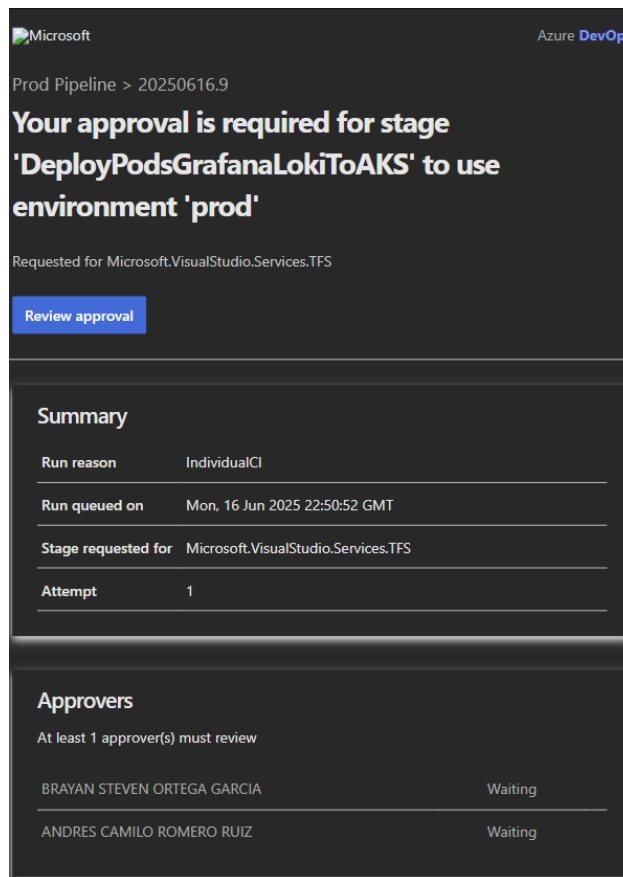 Microsoft
Azure DevOp
Prod Pipeline > 20250616.9
Your approval is required for stage
'DeployPodsGrafanaLokiToAKS' to use
environment 'prod'
Requested for Microsoft.VisualStudio.Services.TFS
Review approval
Summary
Run reason IndividualCI
Run queued on Mon, 16 Jun 2025 22:50:52 GMT
Stage requested for Microsoft.VisualStudio.Services.TFS
Attempt 1
Approvers
At least 1 approver(s) must review
BRAYAN STEVEN ORTEGA GARCIA Waiting
ANDRES CAMILO ROMERO RUIZ Waiting